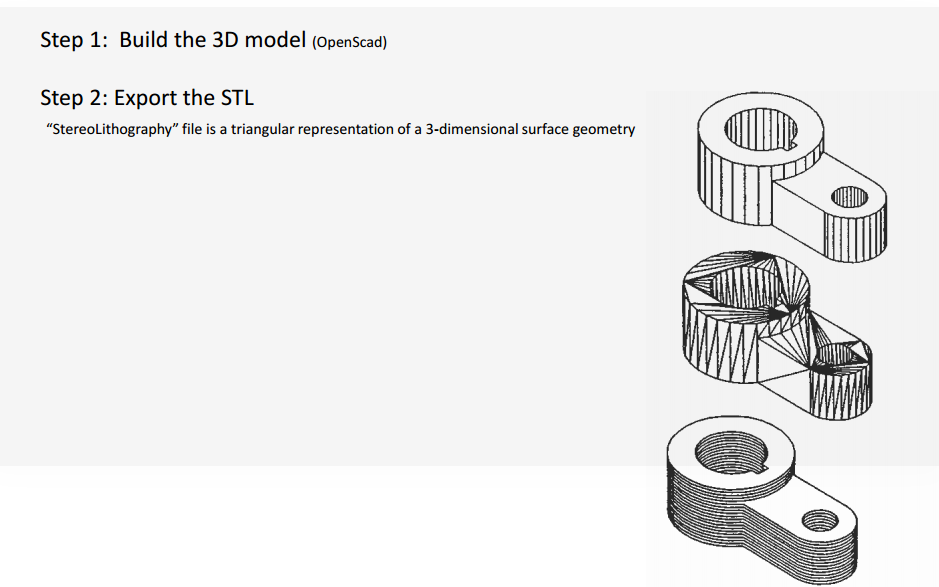 Step 1:  Build the 3D model (OpenScad)
Step 2: Export the STL
“StereoLithography” file is a triangular representation of a 3-dimensional surface geometry